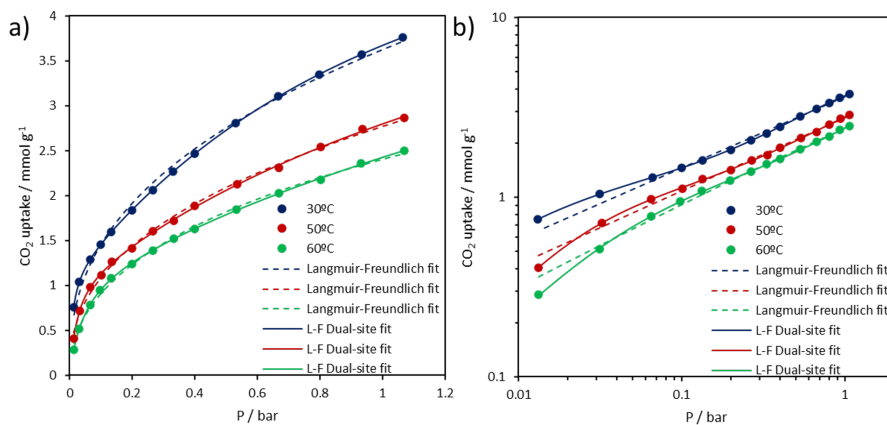 a)
CO2 uptake / mmol g-1
4
3.5
3
2.5
2
1.5
1
0.5
0
0
0.2
0.4
0.6
0.8
1
1.2
P / bar
30ºC
50ºC
60ºC
Langmuir-Freundlich fit
Langmuir-Freundlich fit
Langmuir-Freundlich fit
L-F Dual-site fit
L-F Dual-site fit
L-F Dual-site fit
b)
CO2 uptake / mmol g-1
10
1
0.1
0.01
0.1
1
P / bar
30ºC
50ºC
60ºC
Langmuir-Freundlich fit
Langmuir-Freundlich fit
Langmuir-Freundlich fit
L-F Dual-site fit
L-F Dual-site fit
L-F Dual-site fit